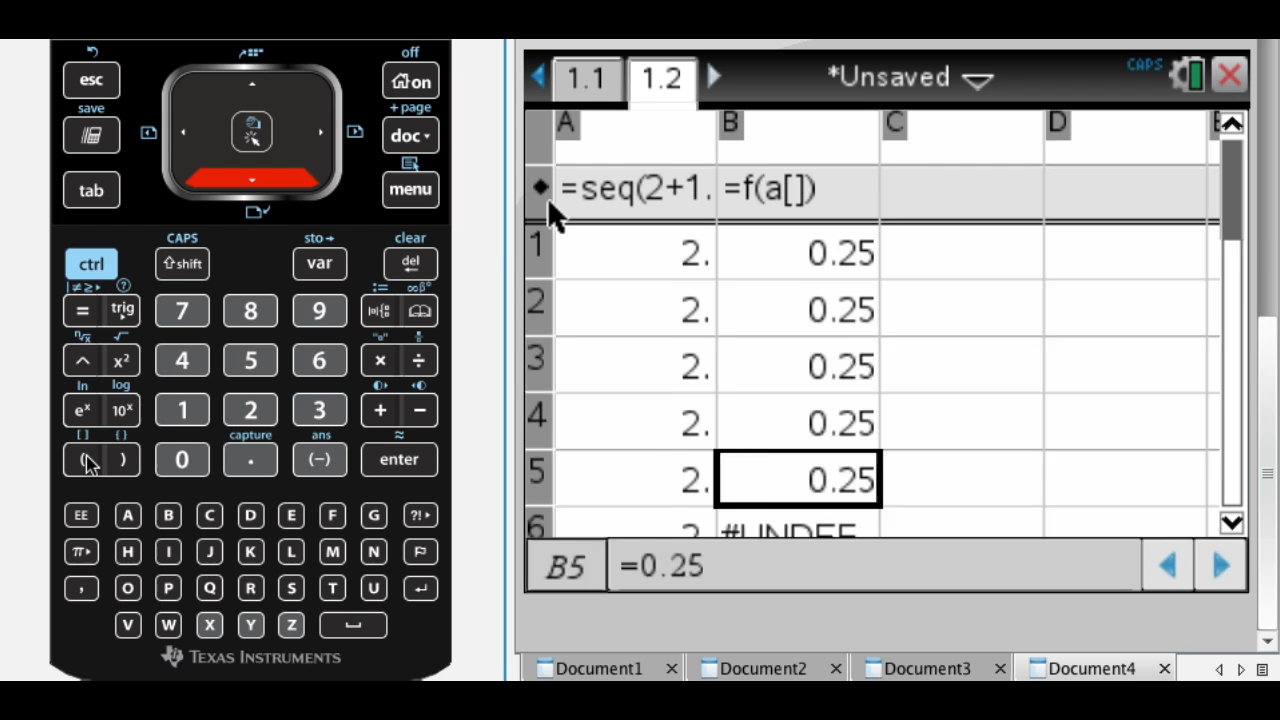 off
esc
on
save
+ page
doc
tab
menu
CAPS
sto→
clear
ctrl
shift
var
del
|≠≥▸
?
:=
∞β°
=
trig
7
8
9
|▫|{▫
ⁿ√x
√
"▫"
^
x²
4
5
6
×
÷
ln
log
eˣ
10ˣ
1
2
3
+
−
[ ]
{ }
capture
ans
≈
(
)
0
.
(−)
enter
EE
A
B
C
D
E
F
G
?!▸
π▸
H
I
J
K
L
M
N
,
O
P
Q
R
S
T
U
V
W
X
Y
Z
TEXAS INSTRUMENTS
1.1
1.2
*Unsaved
CAPS
A
B
C
D
=seq(2+1.
=f(a[])
1
2.
0.25
2
2.
0.25
3
2.
0.25
4
2.
0.25
5
2.
0.25
6
2.
#UNDEF
B5
=0.25
Document1
Document2
Document3
Document4